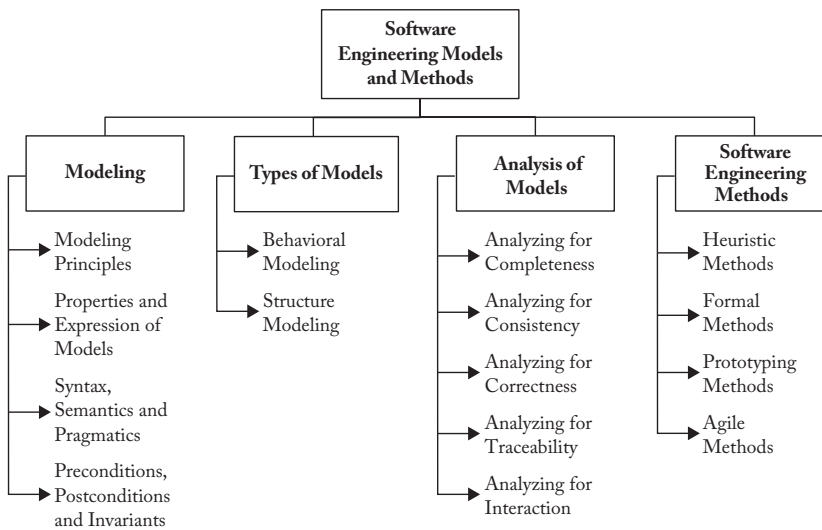 Software
Engineering Models
and Methods
Modeling
Modeling
Principles
Properties and
Expression of
Models
Syntax,
Semantics and
Pragmatics
Preconditions,
Postconditions
and Invariants
Types of Models
Behavioral
Modeling
Structure
Modeling
Analysis of
Models
Analyzing for
Completeness
Analyzing for
Consistency
Analyzing for
Correctness
Analyzing for
Traceability
Analyzing for
Interaction
Software
Engineering
Methods
Heuristic
Methods
Formal
Methods
Prototyping
Methods
Agile
Methods